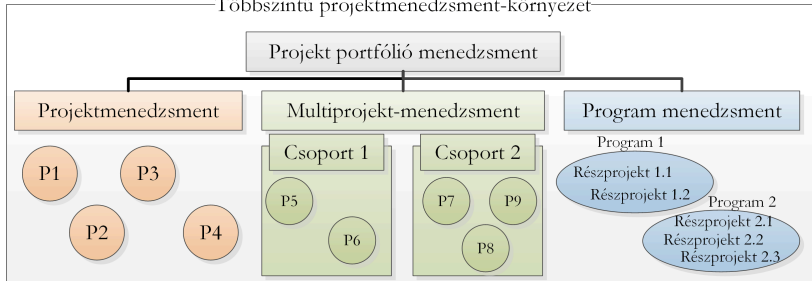 Többszintű projektmenedzsment-környezet
Projekt portfólió menedzsment
Projektmenedzsment
Multiprojekt-menedzsment
Program menedzsment
P1
P3
P2
P4
Csoport 1
P5
P6
Csoport 2
P7
P9
P8
Program 1
Részprojekt 1.1
Részprojekt 1.2
Program 2
Részprojekt 2.1
Részprojekt 2.2
Részprojekt 2.3